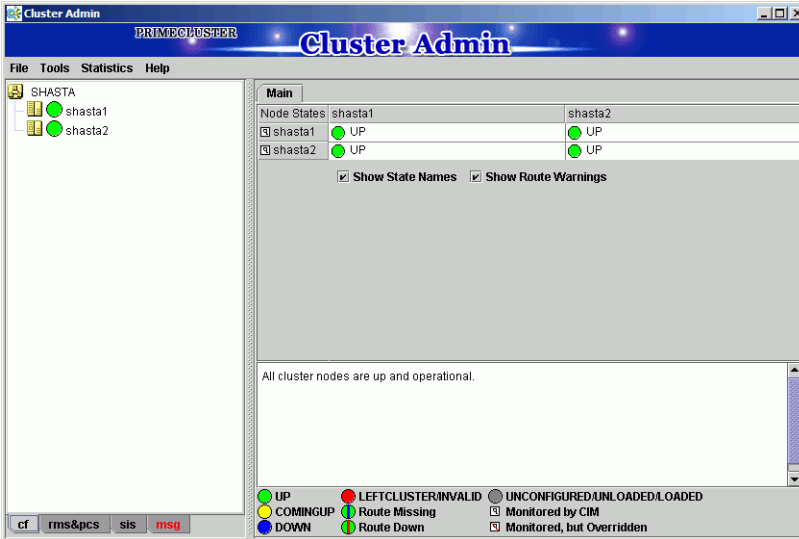 Cluster Admin
PRIMECLUSTER
Cluster Admin
File Tools Statistics Help
SHASTA
shasta1
shasta2
Main
Node States shasta1 shasta2
shasta1 UP UP
shasta2 UP UP
Show State Names Show Route Warnings
All cluster nodes are up and operational.
UP LEFTCLUSTER/INVALID UNCONFIGURED/UNLOADED/LOADED
COMINGUP Route Missing Monitored by CIM
DOWN Route Down Monitored, but Overridden
cf rms&pcs sis msg